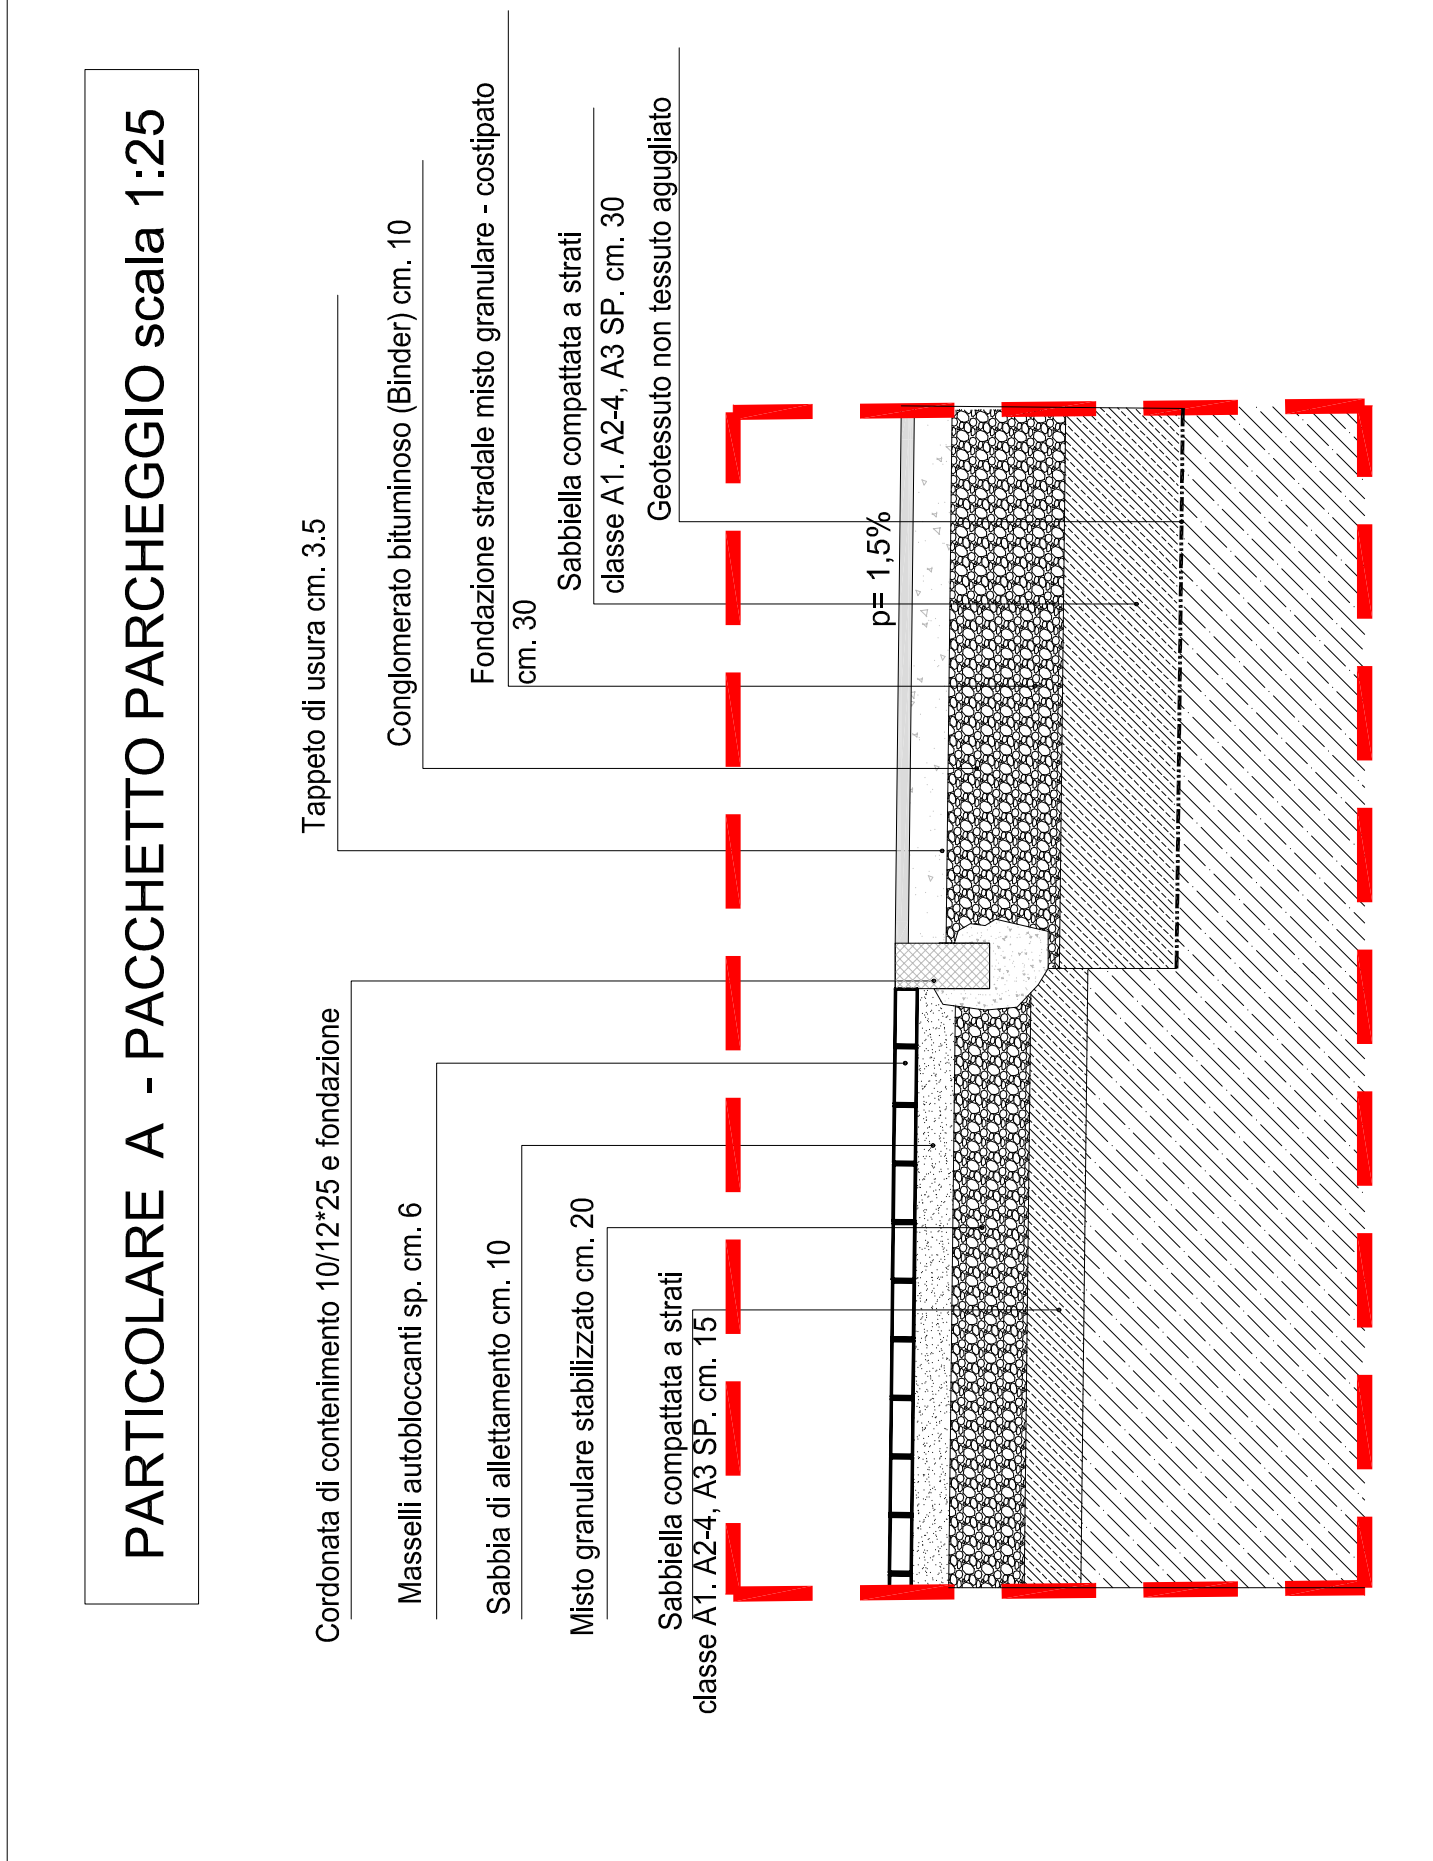 PARTICOLARE A - PACCHETTO PARCHEGGIO scala 1:25
Cordonata di contenimento 10/12*25 e fondazione
Masselli autobloccanti sp. cm. 6
Sabbia di allettamento cm. 10
Misto granulare stabilizzato cm. 20
Sabbiella compattata a strati
classe A1. A2-4, A3 SP. cm. 15
Tappeto di usura cm. 3.5
Conglomerato bituminoso (Binder) cm. 10
Fondazione stradale misto granulare - costipato
cm. 30
Sabbiella compattata a strati
classe A1. A2-4, A3 SP. cm. 30
Geotessuto non tessuto agugliato
p= 1,5%